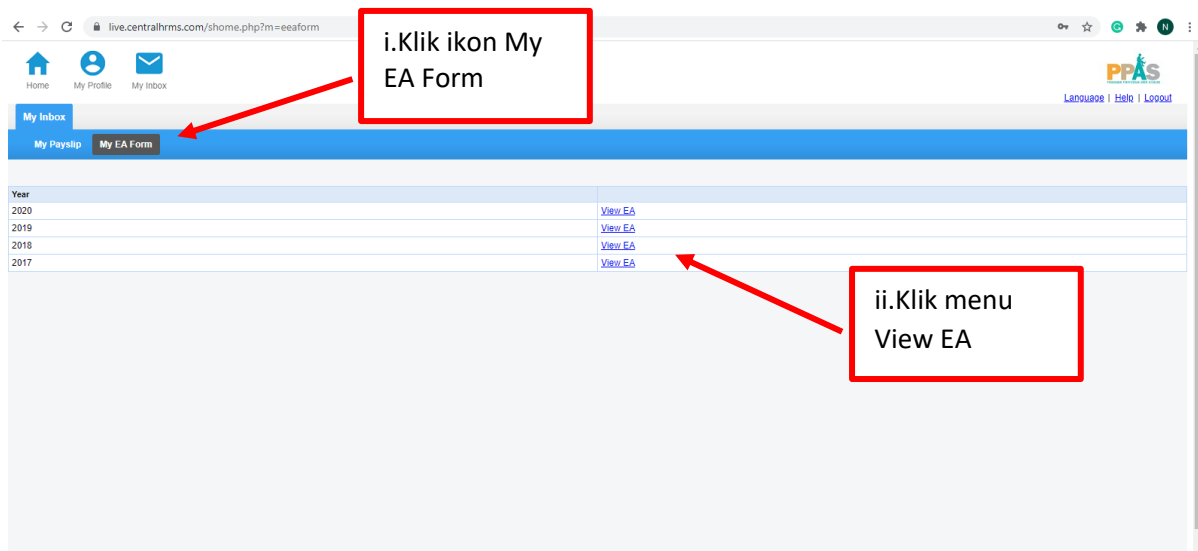 live.centralhrms.com/shome.php?m=eeaform
N
i.Klik ikon My
EA Form
Home My Profile My Inbox
PPAS
Language | Help | Logout
My Inbox
My Payslip My EA Form
Year
2020 View EA
2019 View EA
2018 View EA
2017 View EA
ii.Klik menu
View EA